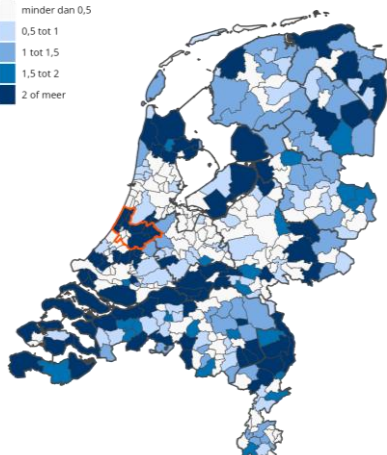 minder dan 0,5
0,5 tot 1
1 tot 1,5
1,5 tot 2
2 of meer